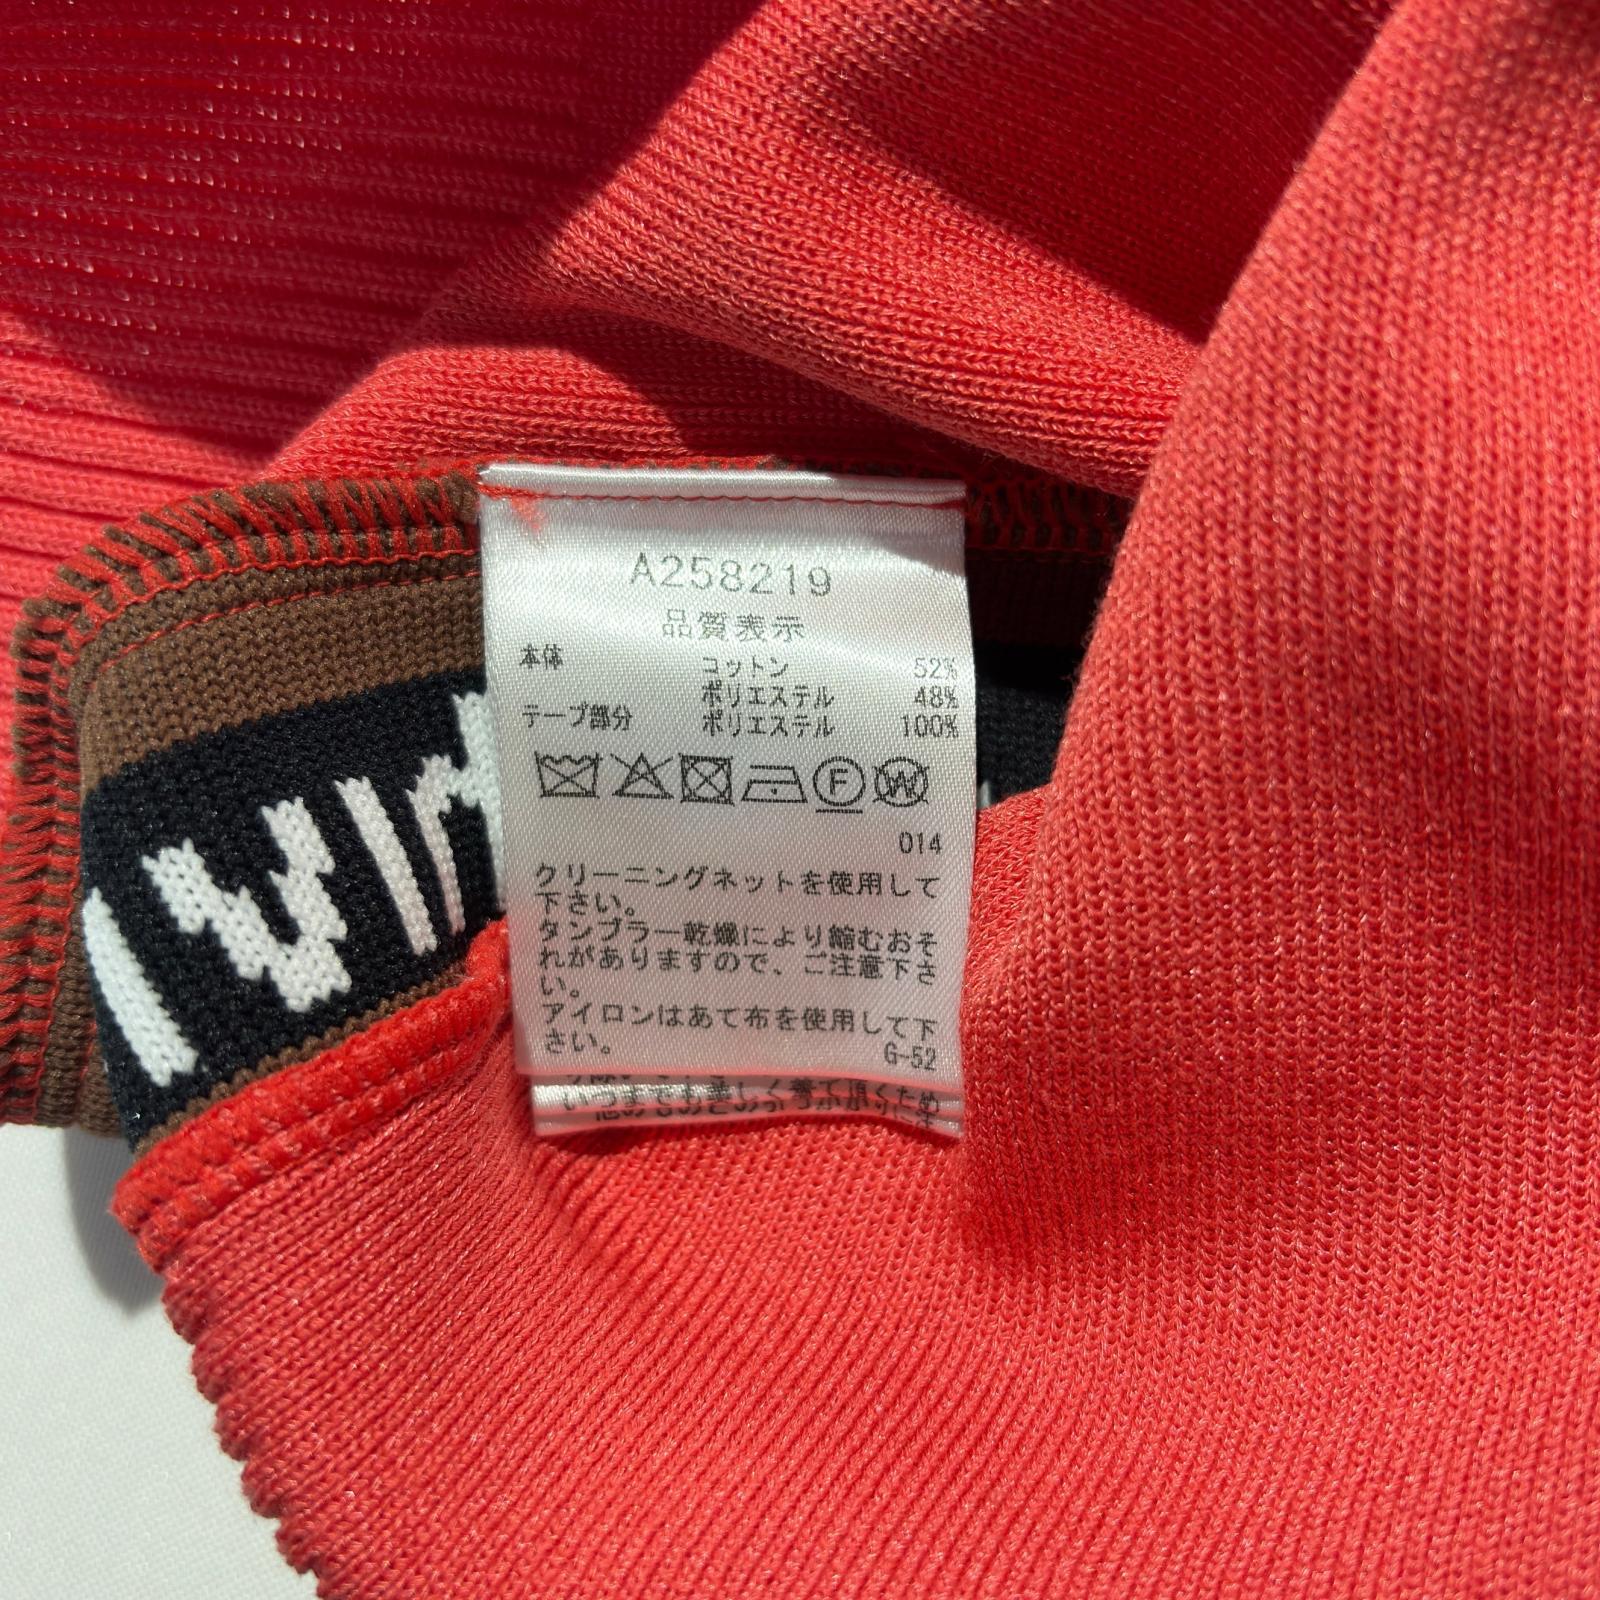 A258219
品質表示
本体 コットン 52%
ポリエステル 48%
テープ部分 ポリエステル 100%
F W
014
クリーニングネットを使用して
下さい。
タンブラー乾燥により縮むおそ
れがありますので、ご注意下さ
い。
アイロンはあて布を使用して下
さい。
G-52